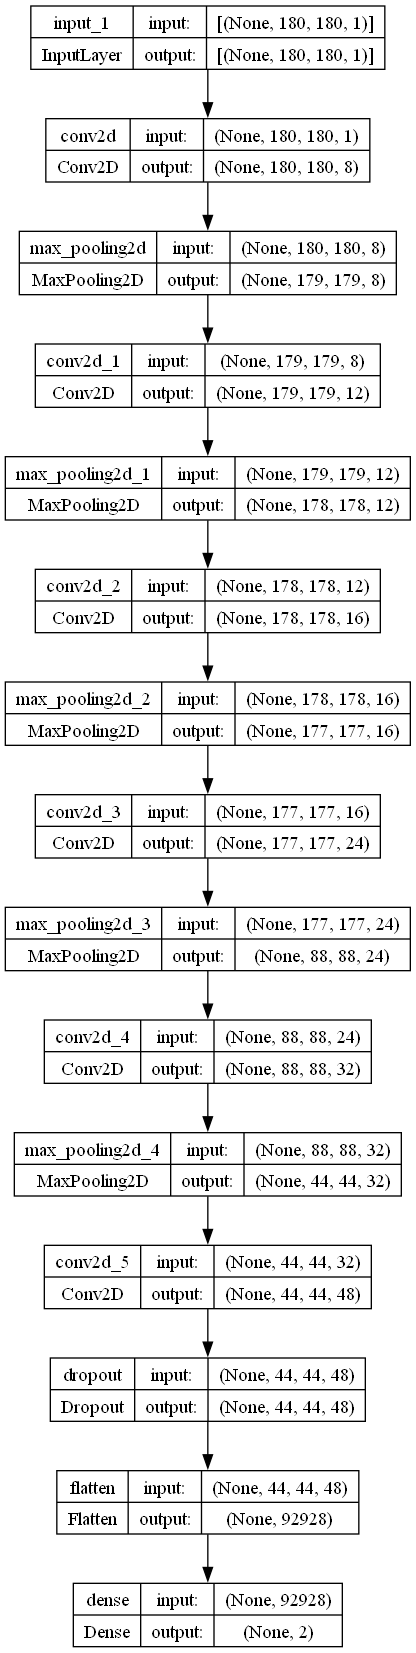 input_1 input: [(None, 180, 180, 1)]
InputLayer output: [(None, 180, 180, 1)]
conv2d input: (None, 180, 180, 1)
Conv2D output: (None, 180, 180, 8)
max_pooling2d input: (None, 180, 180, 8)
MaxPooling2D output: (None, 179, 179, 8)
conv2d_1 input: (None, 179, 179, 8)
Conv2D output: (None, 179, 179, 12)
max_pooling2d_1 input: (None, 179, 179, 12)
MaxPooling2D output: (None, 178, 178, 12)
conv2d_2 input: (None, 178, 178, 12)
Conv2D output: (None, 178, 178, 16)
max_pooling2d_2 input: (None, 178, 178, 16)
MaxPooling2D output: (None, 177, 177, 16)
conv2d_3 input: (None, 177, 177, 16)
Conv2D output: (None, 177, 177, 24)
max_pooling2d_3 input: (None, 177, 177, 24)
MaxPooling2D output: (None, 88, 88, 24)
conv2d_4 input: (None, 88, 88, 24)
Conv2D output: (None, 88, 88, 32)
max_pooling2d_4 input: (None, 88, 88, 32)
MaxPooling2D output: (None, 44, 44, 32)
conv2d_5 input: (None, 44, 44, 32)
Conv2D output: (None, 44, 44, 48)
dropout input: (None, 44, 44, 48)
Dropout output: (None, 44, 44, 48)
flatten input: (None, 44, 44, 48)
Flatten output: (None, 92928)
dense input: (None, 92928)
Dense output: (None, 2)